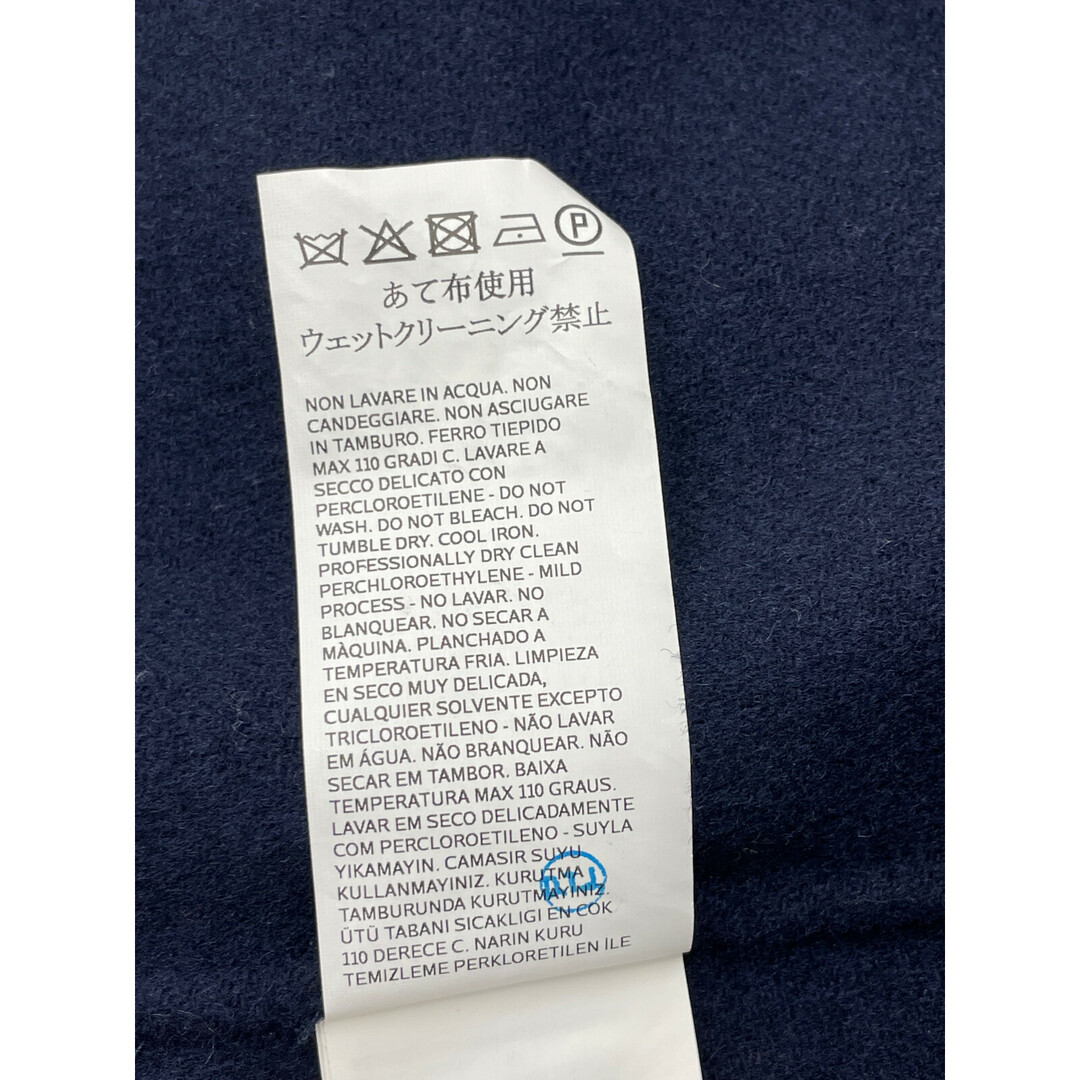 P
あて布使用
ウェットクリーニング禁止
NON LAVARE IN ACQUA. NON
CANDEGGIARE. NON ASCIUGARE
IN TAMBURO. FERRO TIEPIDO
MAX 110 GRADI C. LAVARE A
SECCO DELICATO CON
PERCLOROETILENE - DO NOT
WASH. DO NOT BLEACH. DO NOT
TUMBLE DRY. COOL IRON.
PROFESSIONALLY DRY CLEAN
PERCHLOROETHYLENE - MILD
PROCESS - NO LAVAR. NO
BLANQUEAR. NO SECAR A
MÀQUINA. PLANCHADO A
TEMPERATURA FRIA. LIMPIEZA
EN SECO MUY DELICADA,
CUALQUIER SOLVENTE EXCEPTO
TRICLOROETILENO - NÃO LAVAR
EM ÁGUA. NÃO BRANQUEAR. NÃO
SECAR EM TAMBOR. BAIXA
TEMPERATURA MAX 110 GRAUS.
LAVAR EM SECO DELICADAMENTE
COM PERCLOROETILENO - SUYLA
YIKAMAYIN. CAMASIR SUYU
KULLANMAYINIZ. KURUTMA
TAMBURUNDA KURUTMAYINIZ.
ÜTÜ TABANI SICAKLIGI EN COK
110 DERECE C. NARIN KURU
TEMIZLEME PERKLORETILEN ILE